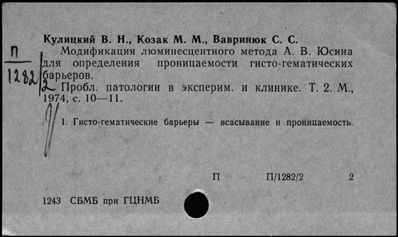 Кулицкий В. Н., Козак М. М., Вавринюк С. С.
Модификация люминесцентного метода А. В. Юсина
для определения проницаемости гисто-гематических
барьеров.
Пробл. патологии в эксперим. и клинике. Т. 2. М.,
1974, с. 10—11.
П
1282/2
1. Гисто-гематические барьеры — всасывание и проницаемость.
П П/1282/2 2
1243 СБМБ при ГЦНМБ